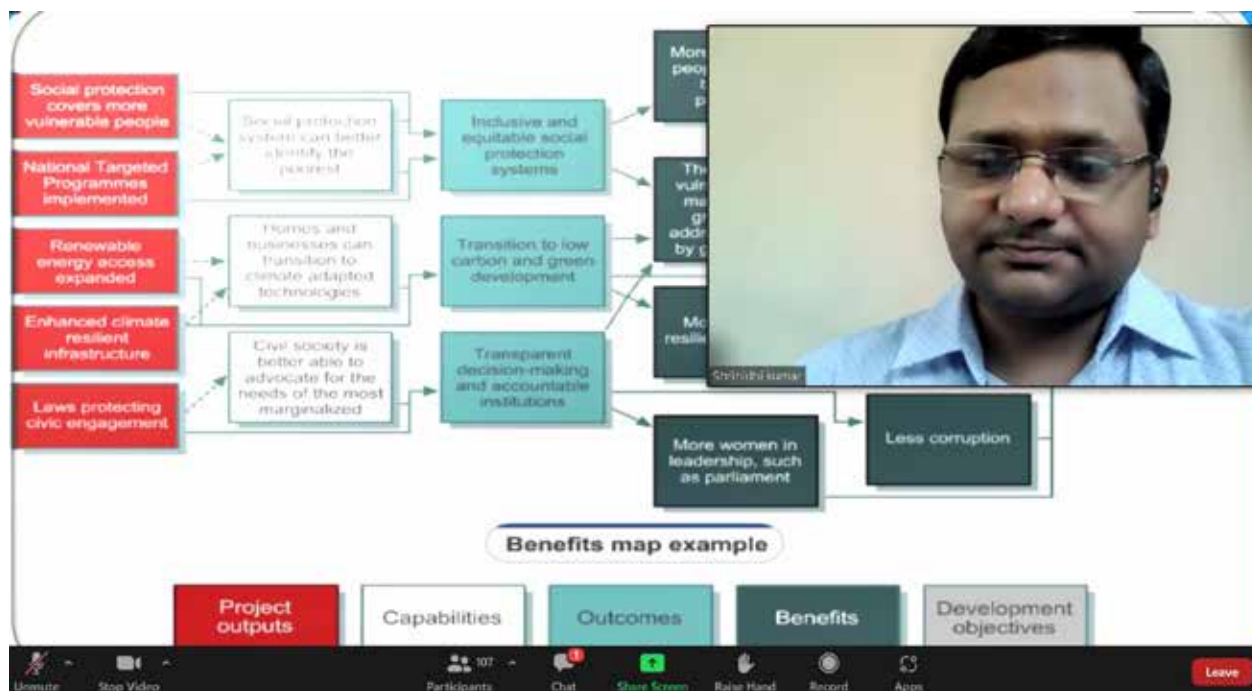 Social protection
covers more
vulnerable people
National Targeted
Programmes
implemented
Renewable
energy access
expanded
Enhanced climate
resilient
infrastructure
Laws protecting
civic engagement
Social protection
system can better
identify the
poorest
Homes and
businesses can
transition to
climate adapted
technologies
Civil society is
better able to
advocate for the
needs of the most
marginalized
Inclusive and
equitable social
protection
systems
Transition to low
carbon and green
development
Transparent
decision-making
and accountable
institutions
More women in
leadership, such
as parliament
Less corruption
Shrinidhi kumar
Benefits map example
Project
outputs
Capabilities
Outcomes
Benefits
Development
objectives
Unmute
Stop Video
107
Participants
1
Chat
Share Screen
Raise Hand
Record
Apps
Leave